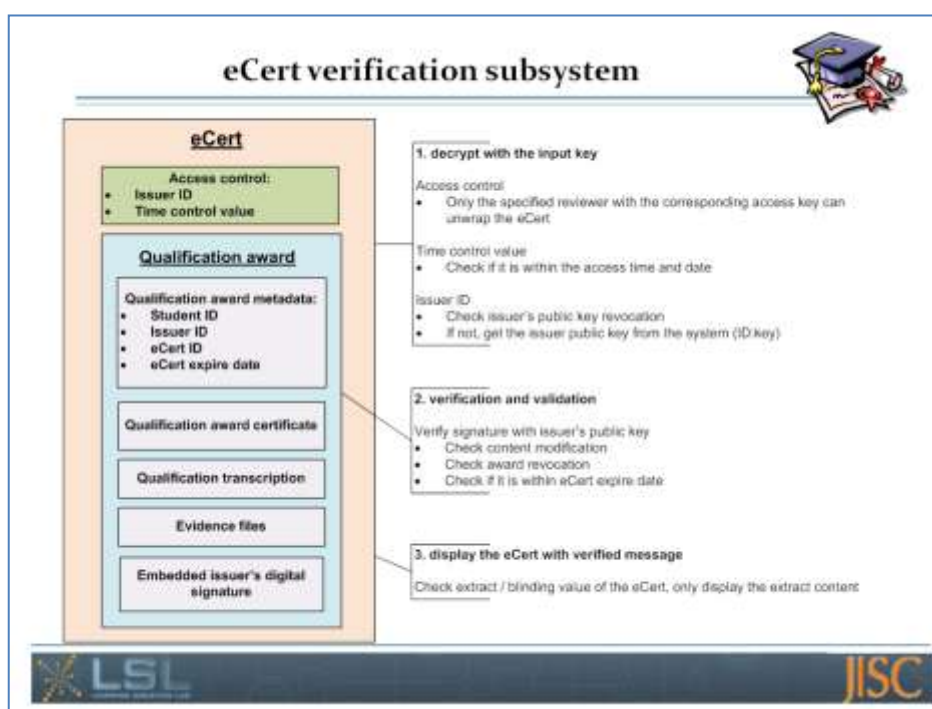 eCert verification subsystem
eCert
Access control:
• Issuer ID
• Time control value
Qualification award
Qualification award metadata:
• Student ID
• Issuer ID
• eCert ID
• eCert expire date
Qualification award certificate
Qualification transcription
Evidence files
Embedded issuer's digital
signature
1. decrypt with the input key
Access control
• Only the specified reviewer with the corresponding access key can
unwrap the eCert
Time control value
• Check if it is within the access time and date
Issuer ID
• Check issuer's public key revocation
• If not, get the issuer public key from the system (ID:key)
2. verification and validation
Verify signature with issuer's public key
• Check content modification
• Check award revocation
• Check if it is within eCert expire date
3. display the eCert with verified message
Check extract / blinding value of the eCert, only display the extract content
LSL
JISC